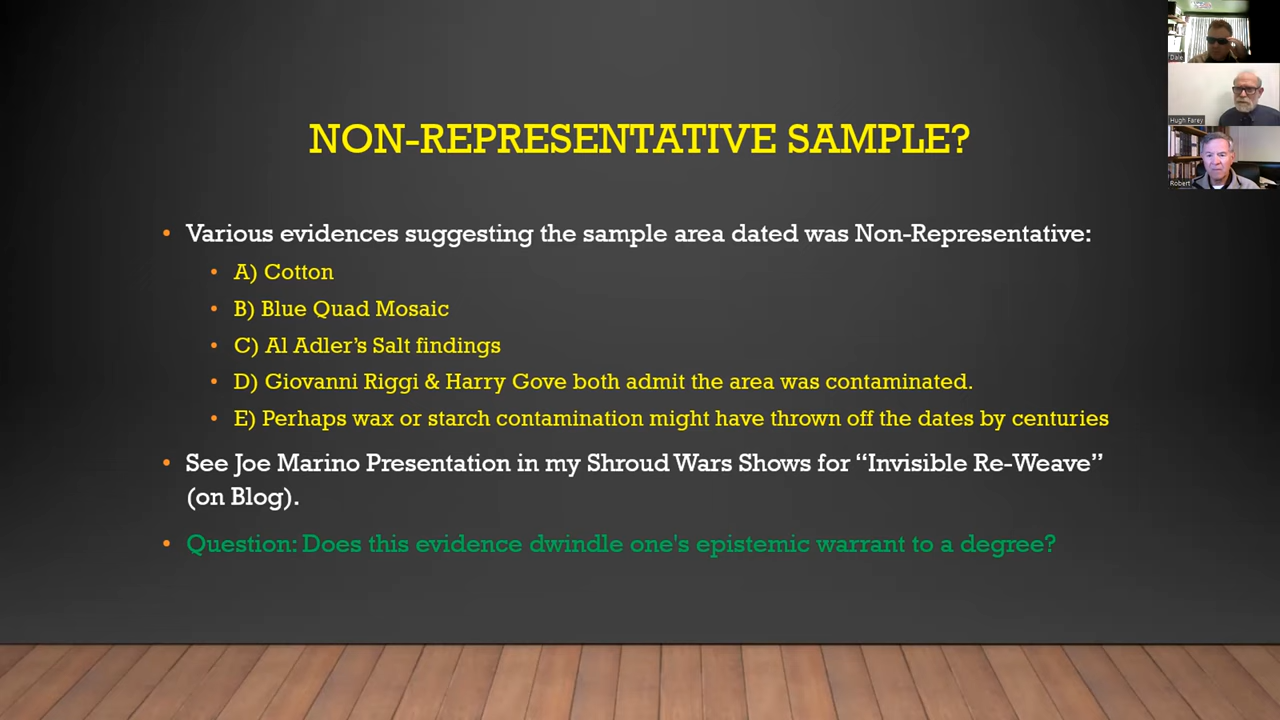 NON-REPRESENTATIVE SAMPLE?
• Various evidences suggesting the sample area dated was Non-Representative:
• A) Cotton
• B) Blue Quad Mosaic
• C) Al Adler’s Salt findings
• D) Giovanni Riggi & Harry Gove both admit the area was contaminated.
• E) Perhaps wax or starch contamination might have thrown off the dates by centuries
• See Joe Marino Presentation in my Shroud Wars Shows for “Invisible Re-Weave”
(on Blog).
• Question: Does this evidence dwindle one's epistemic warrant to a degree?
Dale
Hugh Farey
Robert